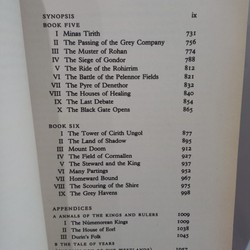 SYNOPSIS ix
BOOK FIVE
I Minas Tirith 731
II The Passing of the Grey Company 756
III The Muster of Rohan 774
IV The Siege of Gondor 788
V The Ride of the Rohirrim 812
VI The Battle of the Pelennor Fields 821
VII The Pyre of Denethor 832
VIII The Houses of Healing 840
IX The Last Debate 854
X The Black Gate Opens 865
BOOK SIX
I The Tower of Cirith Ungol 877
II The Land of Shadow 895
III Mount Doom 912
IV The Field of Cormallen 926
V The Steward and the King 937
VI Many Partings 952
VII Homeward Bound 967
VIII The Scouring of the Shire 975
IX The Grey Havens 997
APPENDICES
A ANNALS OF THE KINGS AND RULERS 1009
I The Númenorean Kings 1009
II The House of Eorl 1038
III Durin's Folk 1045
B THE TALE OF YEARS